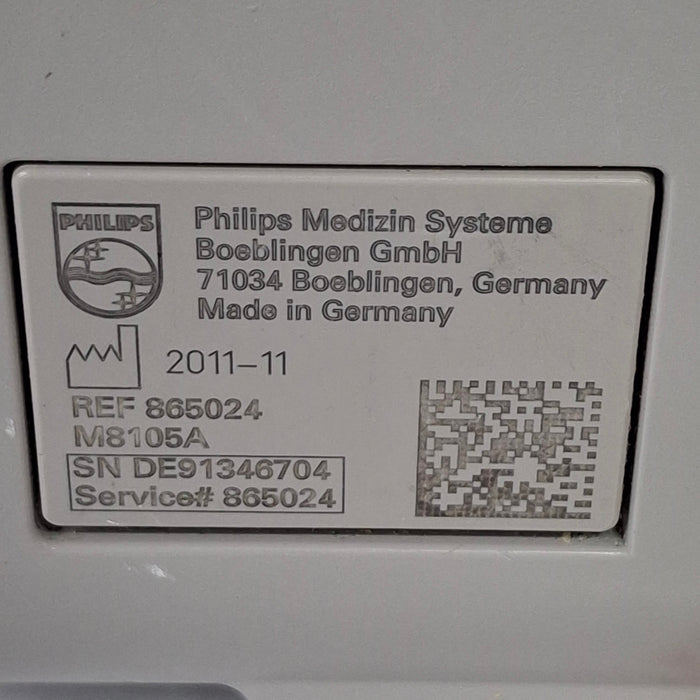 PHILIPS
Philips Medizin Systeme
Boeblingen GmbH
71034 Boeblingen, Germany
Made in Germany
2011-11
REF 865024
M8105A
SN DE91346704
Service# 865024